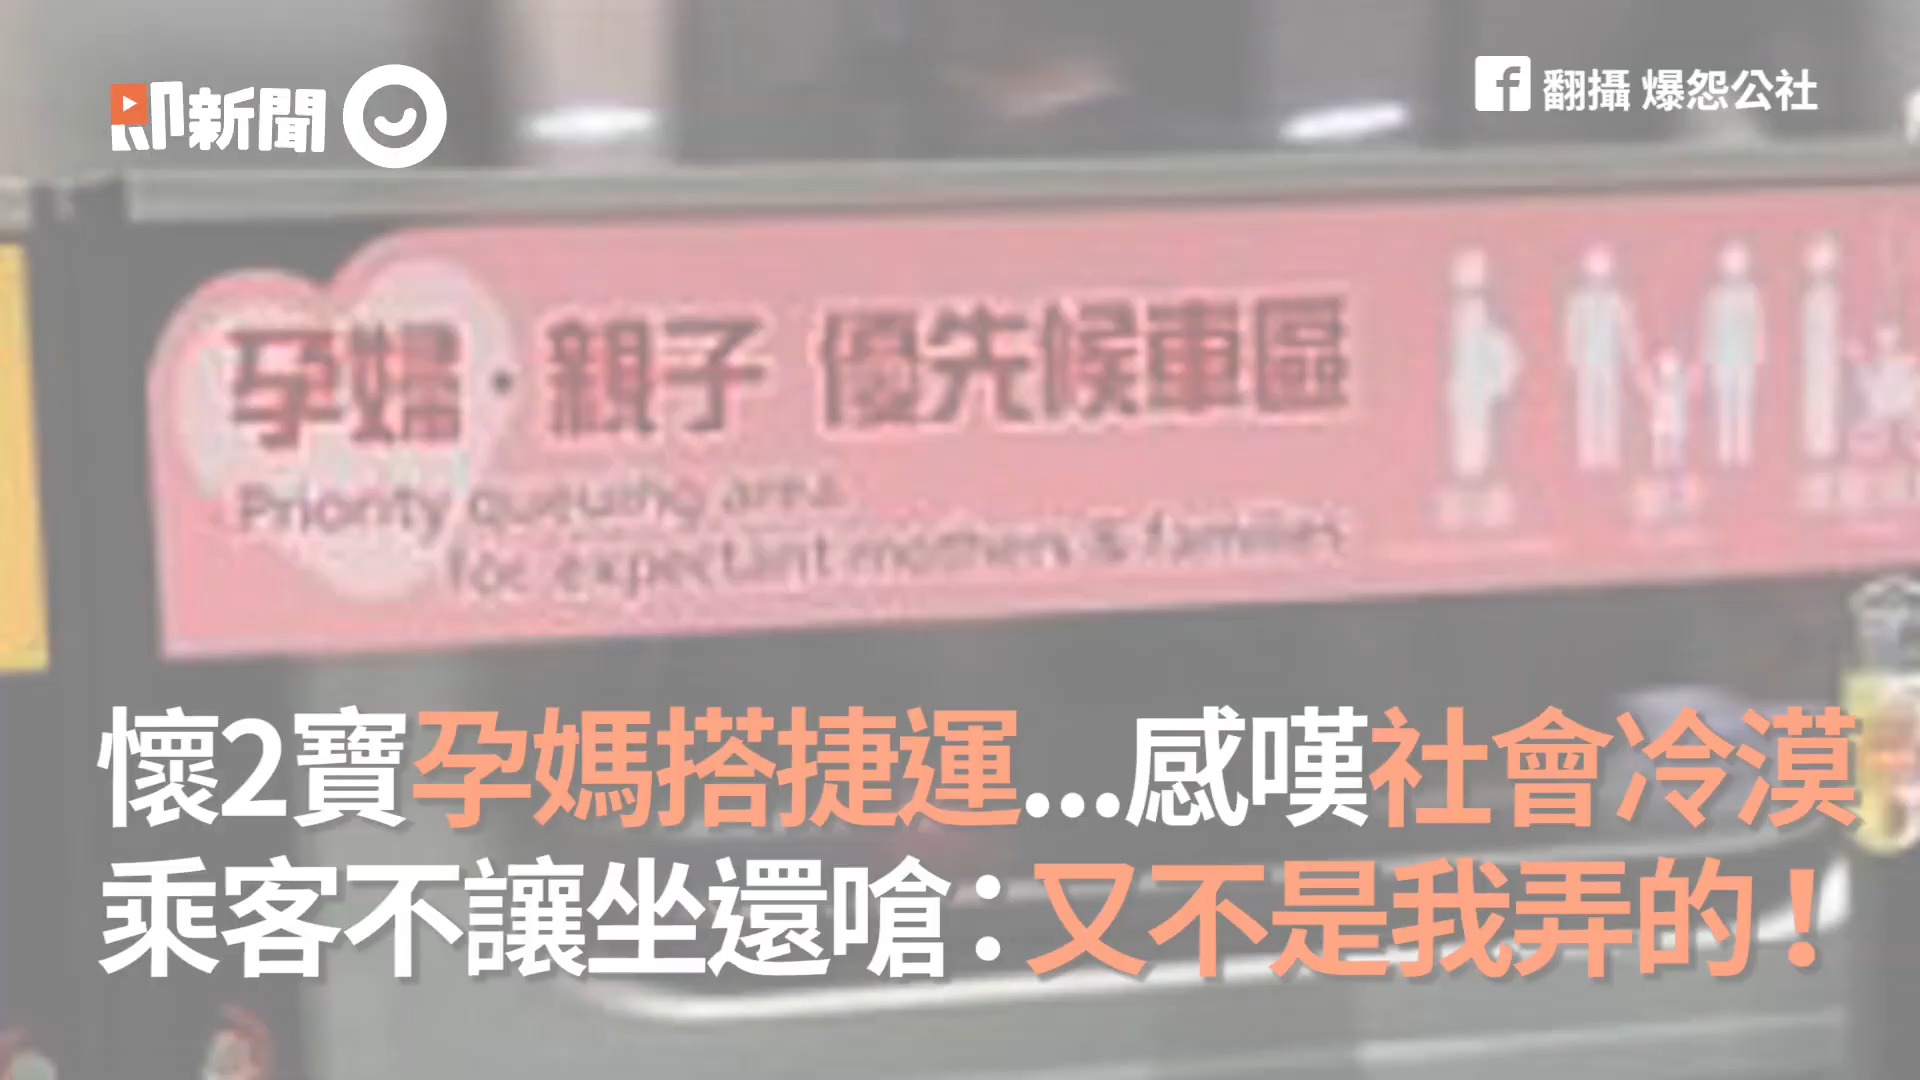 即新聞
翻攝 爆怨公社
孕婦·親子 優先候車區
Priority queuing area
for expectant mothers & families
懷2寶孕媽搭捷運...感嘆社會冷漠
乘客不讓坐還嗆：又不是我弄的！